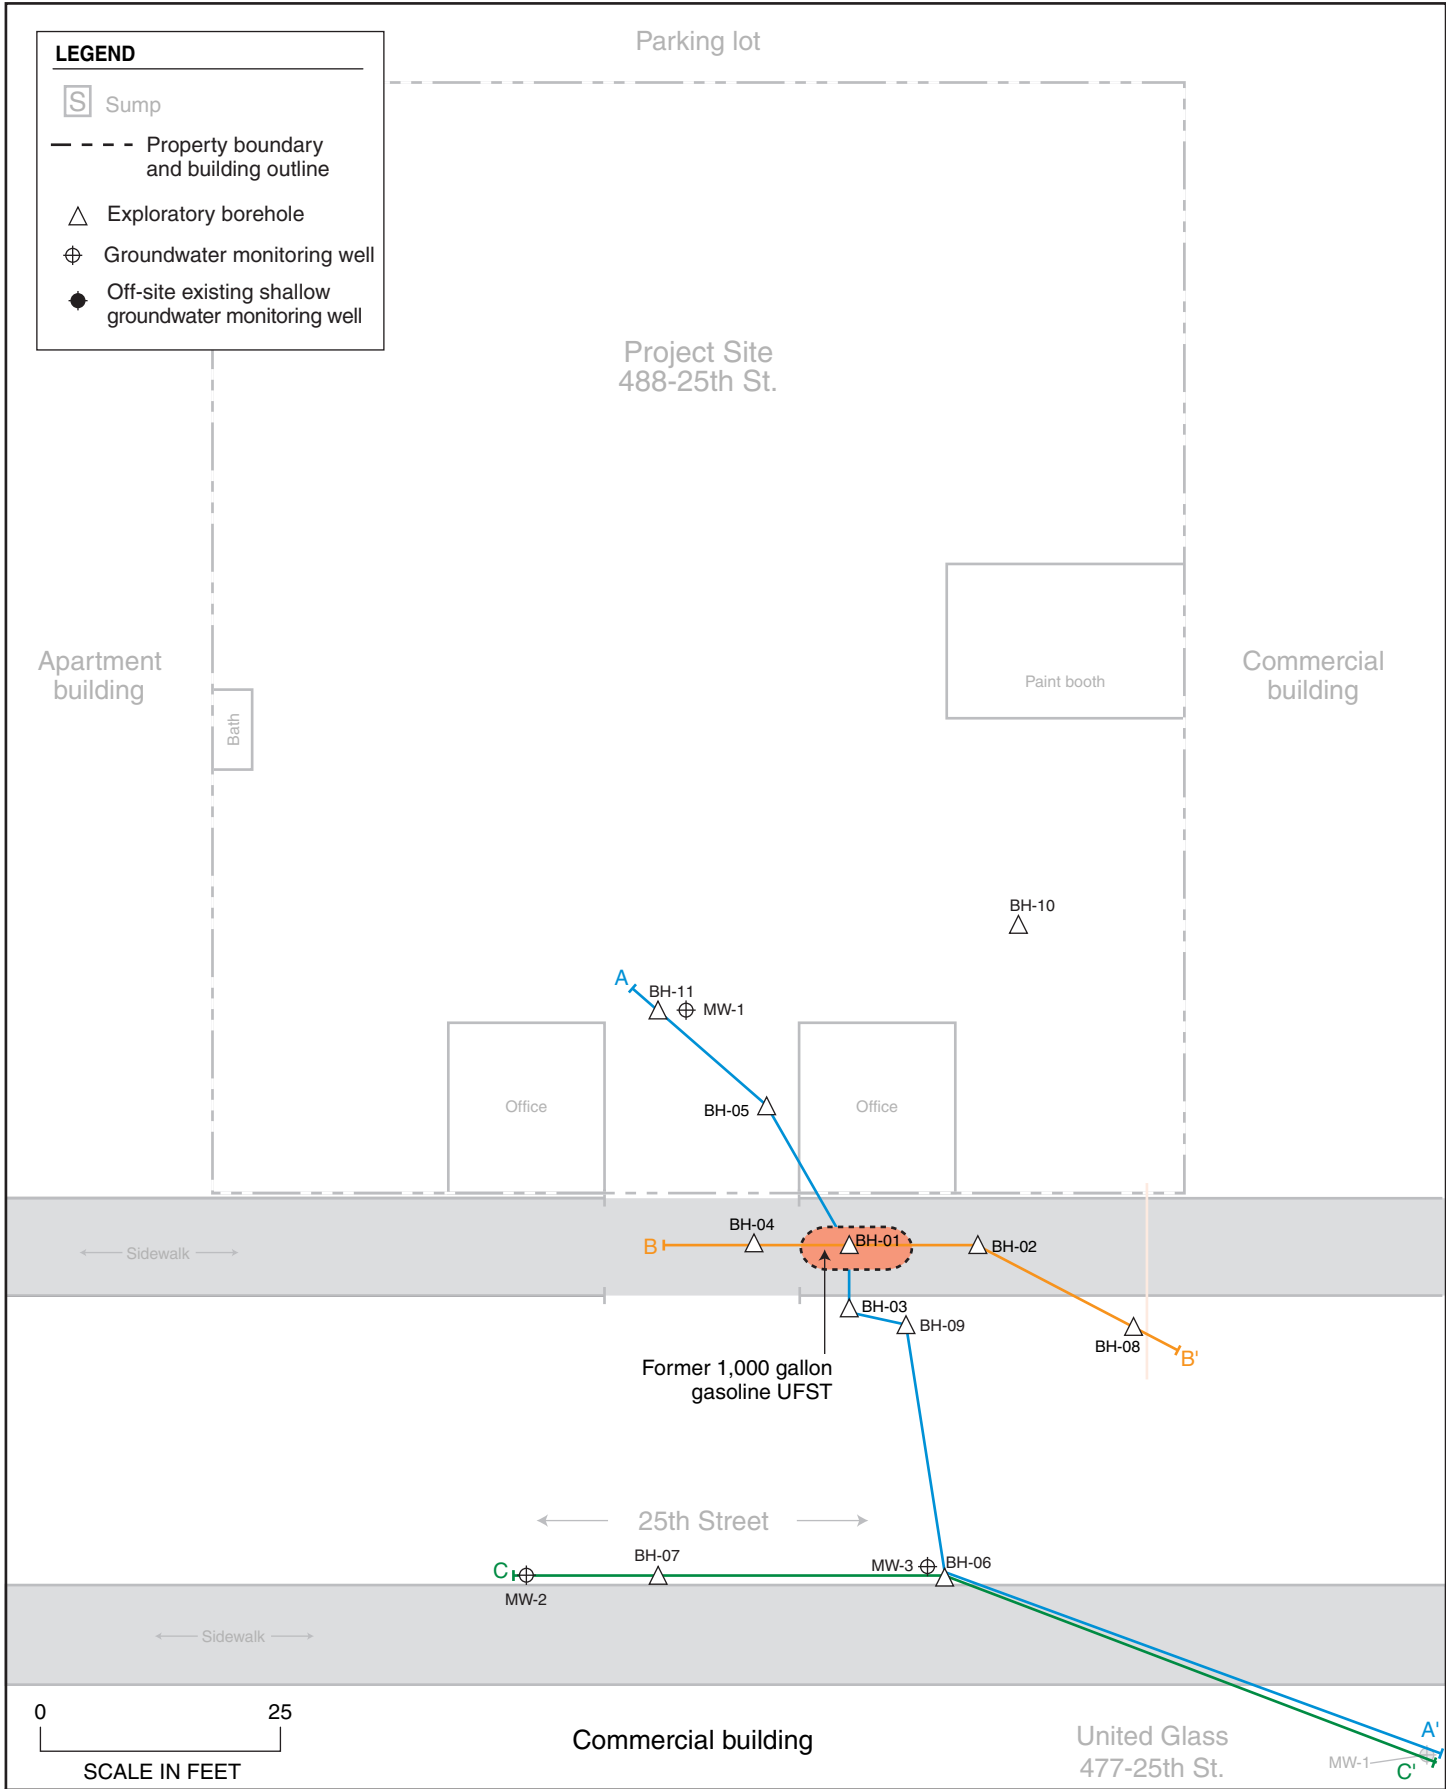 LEGEND
S Sump
Property boundary
and building outline
Exploratory borehole
Groundwater monitoring well
Off-site existing shallow
groundwater monitoring well
Parking lot
Project Site
488-25th St.
Apartment
building
Bath
Paint booth
Commercial
building
BH-10
A
BH-11
MW-1
BH-05
Office
Office
Sidewalk
B
BH-04
BH-01
BH-02
BH-03
BH-09
BH-08
B'
Former 1,000 gallon
gasoline UFST
25th Street
C
MW-2
BH-07
MW-3
BH-06
Sidewalk
0 25
SCALE IN FEET
Commercial building
United Glass
477-25th St.
MW-1
A'
C'